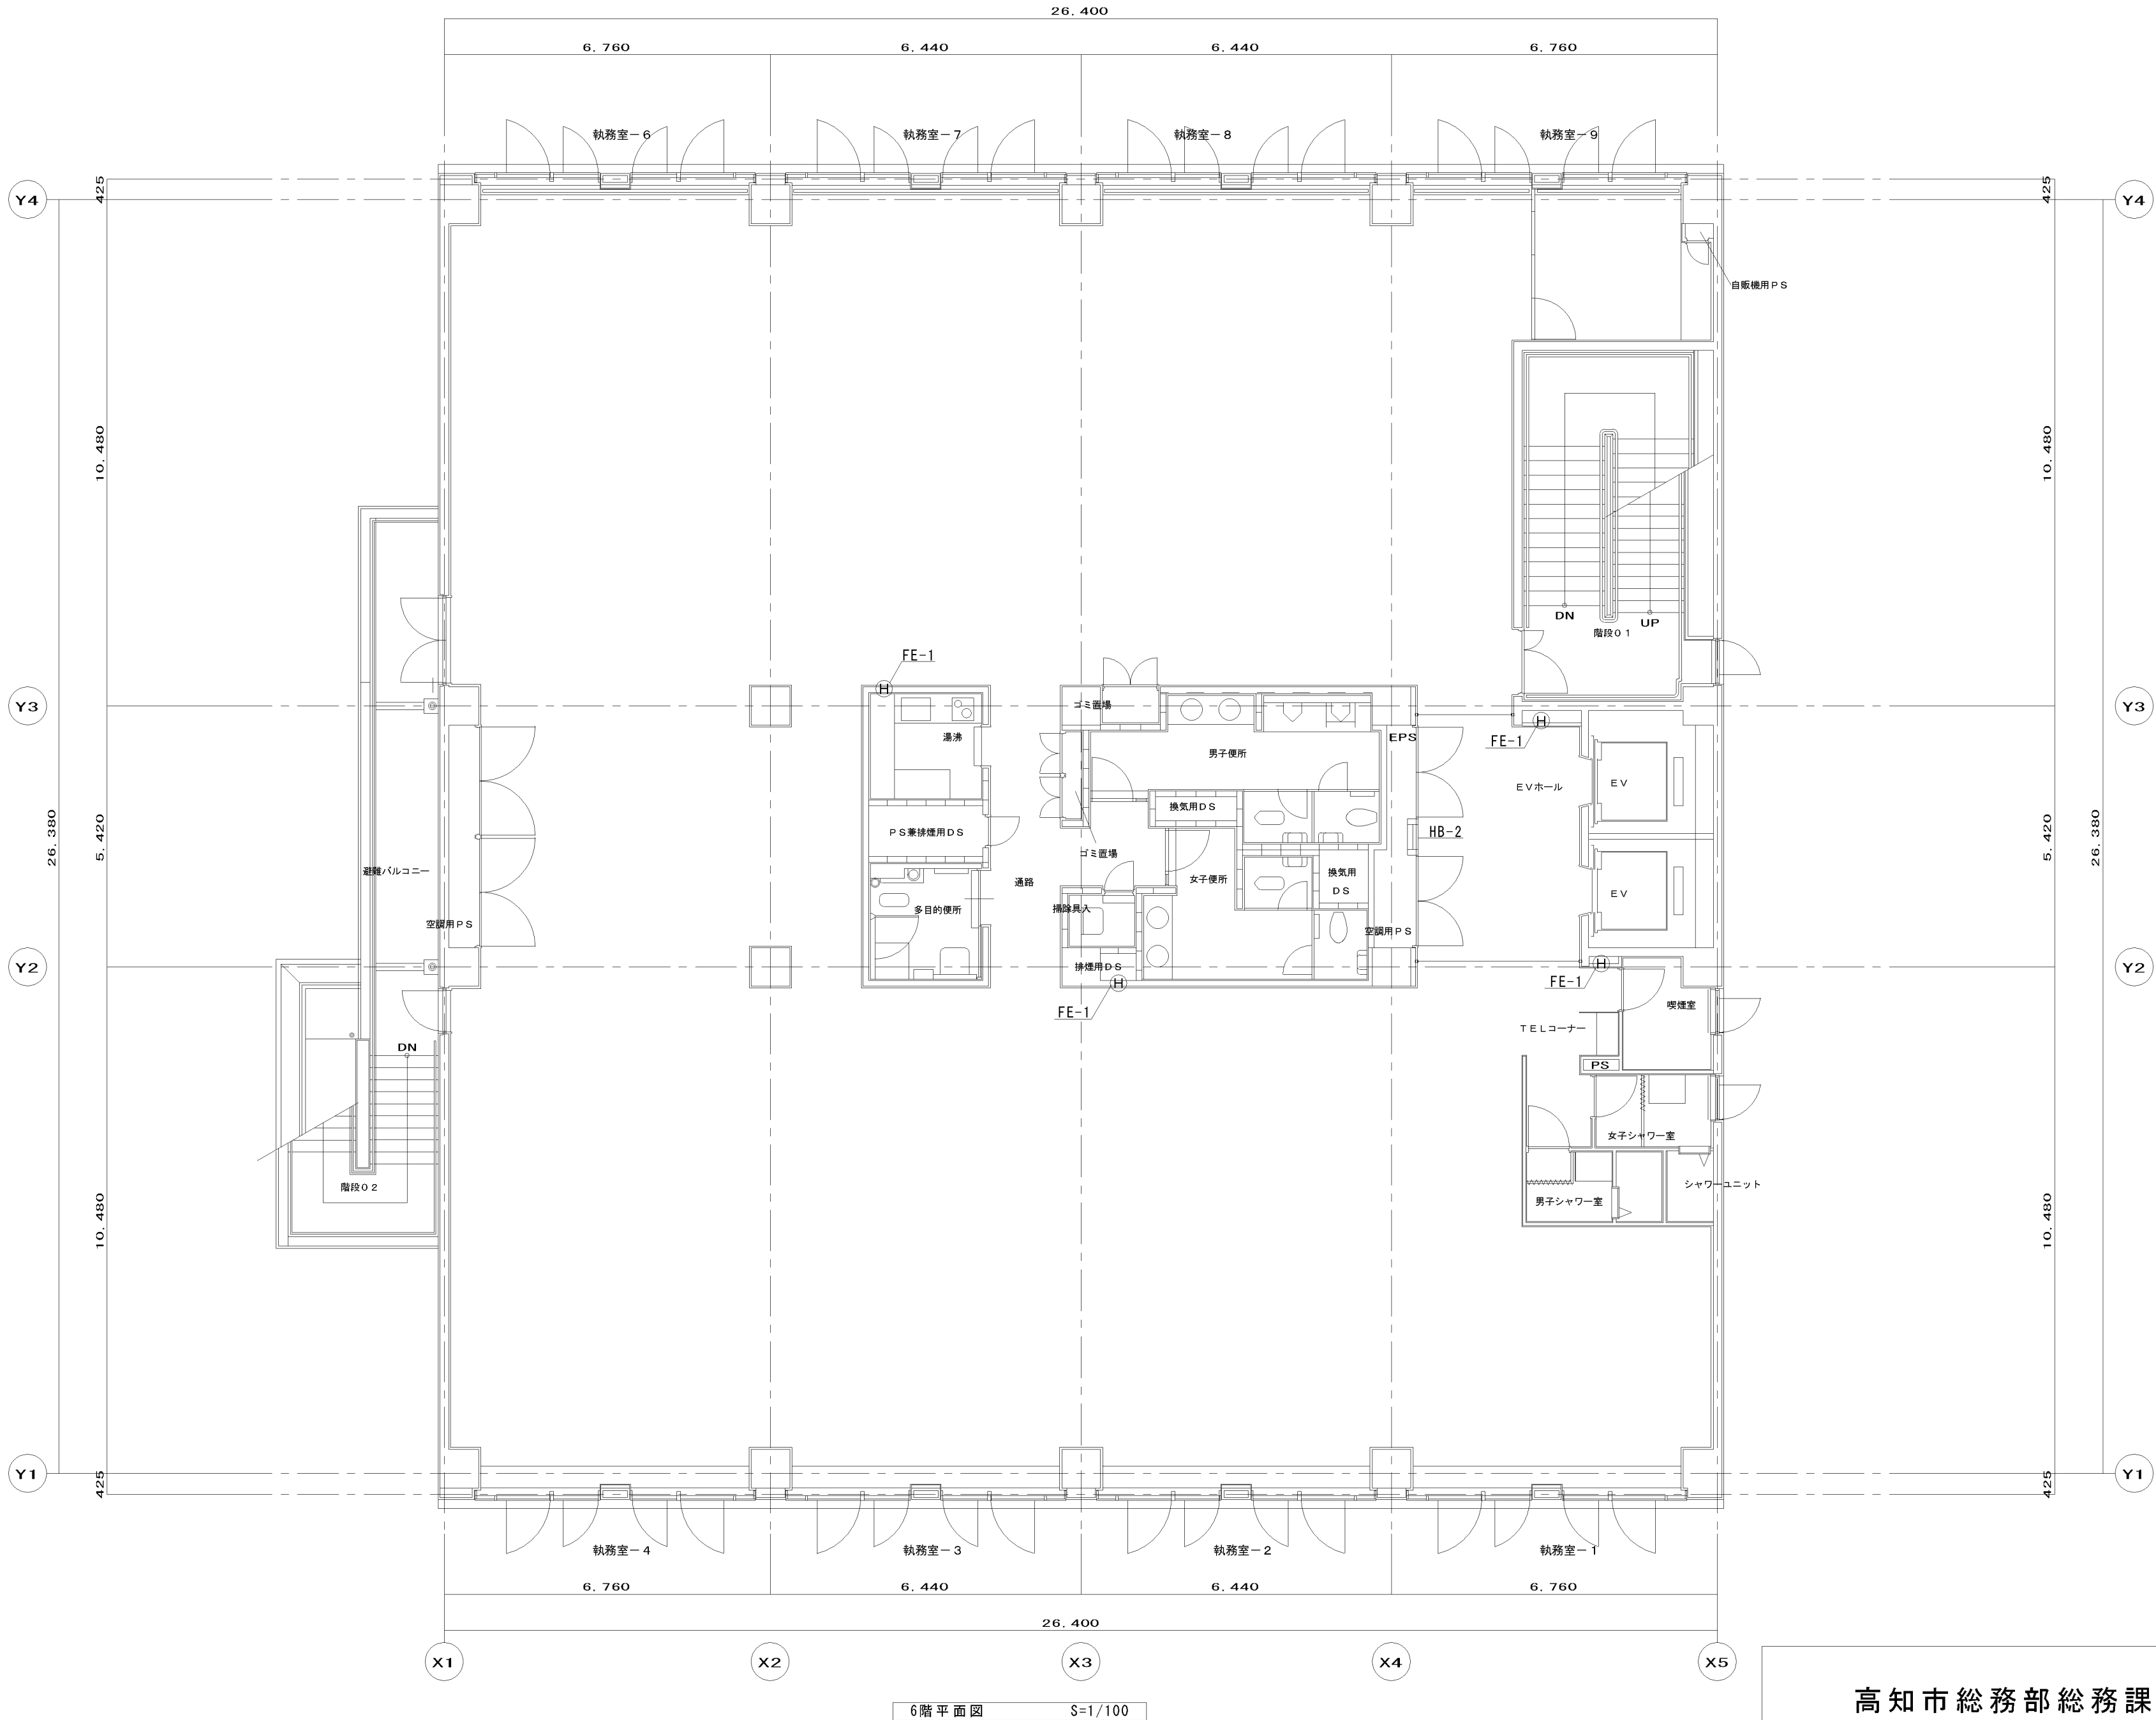 26.400
6.760
6.440
6.440
6.760
執務室－６
執務室－７
執務室－８
執務室－９
425
425
Y4
Y4
自販機用ＰＳ
10.480
10.480
DN
UP
階段０１
FE-1
H
Y3
Y3
ゴミ置場
H
FE-1
湯沸
EPS
男子便所
EVホール
ＥＶ
換気用ＤＳ
ＰＳ兼排煙用ＤＳ
HB-2
26.380
5.420
5.420
26.380
ゴミ置場
避難バルコニー
換気用
ＤＳ
通路
女子便所
ＥＶ
多目的便所
掃除具入
空調用ＰＳ
空調用ＰＳ
Y2
Y2
排煙用ＤＳ
H
FE-1
H
FE-1
喫煙室
ＴＥＬコーナー
DN
PS
女子シャワー室
階段０２
シャワーユニット
男子シャワー室
10.480
10.480
Y1
Y1
425
425
執務室－４
執務室－３
執務室－２
執務室－１
6.760
6.440
6.440
6.760
26.400
X1
X2
X3
X4
X5
6階平面図 S=1/100
高知市総務部総務課